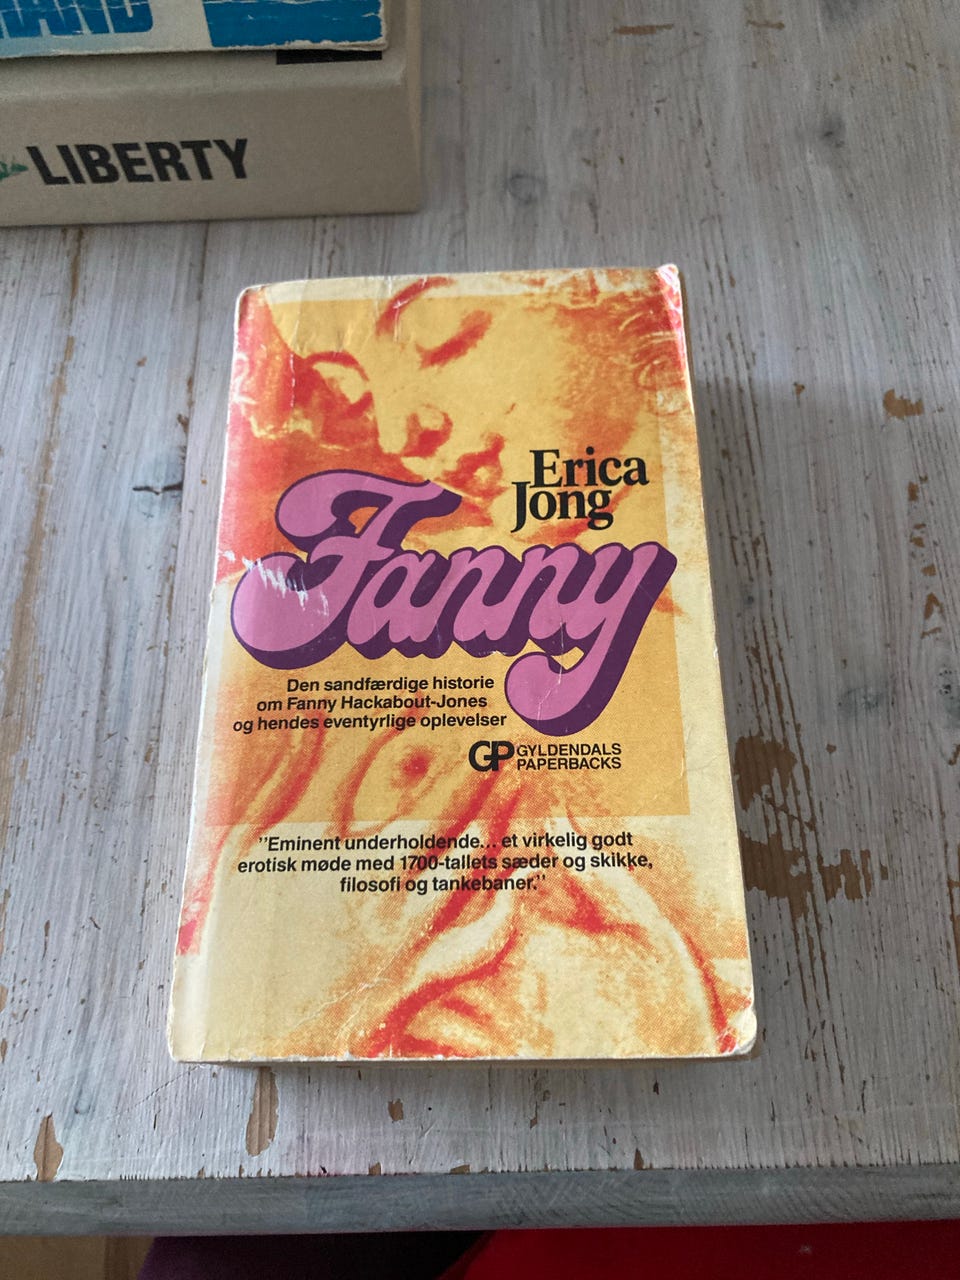 LIBERTY
Erica
Jong
Fanny
Den sandfærdige historie
om Fanny Hackabout-Jones
og hendes eventyrlige oplevelser
GP GYLDENDALS
PAPERBACKS
"Eminent underholdende... et virkelig godt
erotisk møde med 1700-tallets sæder og skikke,
filosofi og tankebaner."